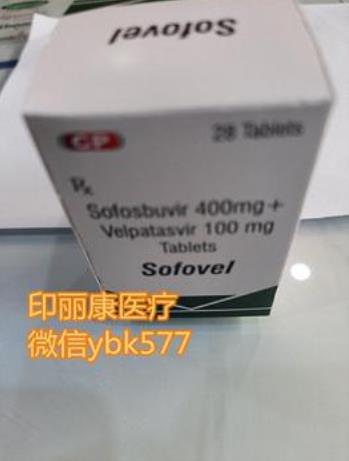 Sofovel
GP
28 Tablets
Rx
Sofosbuvir 400mg +
Velpatasvir 100 mg
Tablets
Sofovel
印丽康医疗
微信ybk577